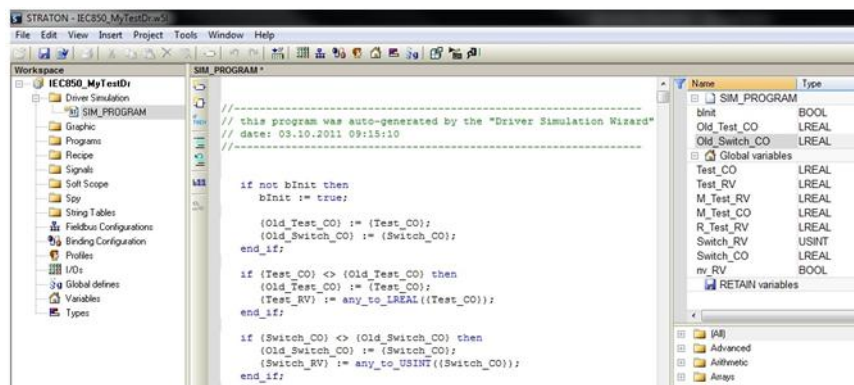 STRATON - IEC850_MyTestDr.w5l
File Edit View Insert Project Tools Window Help
Workspace
IEC850_MyTestDr
Driver Simulation
SIM_PROGRAM
Graphic
Programs
Recipe
Signals
Soft Scope
Spy
String Tables
Fieldbus Configurations
Binding Configuration
Profiles
I/Os
Global defines
Variables
Types
SIM_PROGRAM *
//----------------------------------------------------------------
// this program was auto-generated by the "Driver Simulation Wizard"
// date: 03.10.2011 09:15:10
//----------------------------------------------------------------
if not bInit then
bInit := true;
{Old_Test_CO} := {Test_CO};
{Old_Switch_CO} := {Switch_CO};
end_if;
if {Test_CO} <> {Old_Test_CO} then
{Old_Test_CO} := {Test_CO};
{Test_RV} := any_to_LREAL({Test_CO});
end_if;
if {Switch_CO} <> {Old_Switch_CO} then
{Old_Switch_CO} := {Switch_CO};
{Switch_RV} := any_to_USINT({Switch_CO});
end_if;
Name Type
SIM_PROGRAM
bInit BOOL
Old_Test_CO LREAL
Old_Switch_CO LREAL
Global variables
Test_CO LREAL
Test_RV LREAL
M_Test_RV LREAL
M_Test_CO LREAL
R_Test_RV LREAL
Switch_RV USINT
Switch_CO LREAL
nv_RV BOOL
RETAIN variables
(All)
Advanced
Arithmetic
Arrays